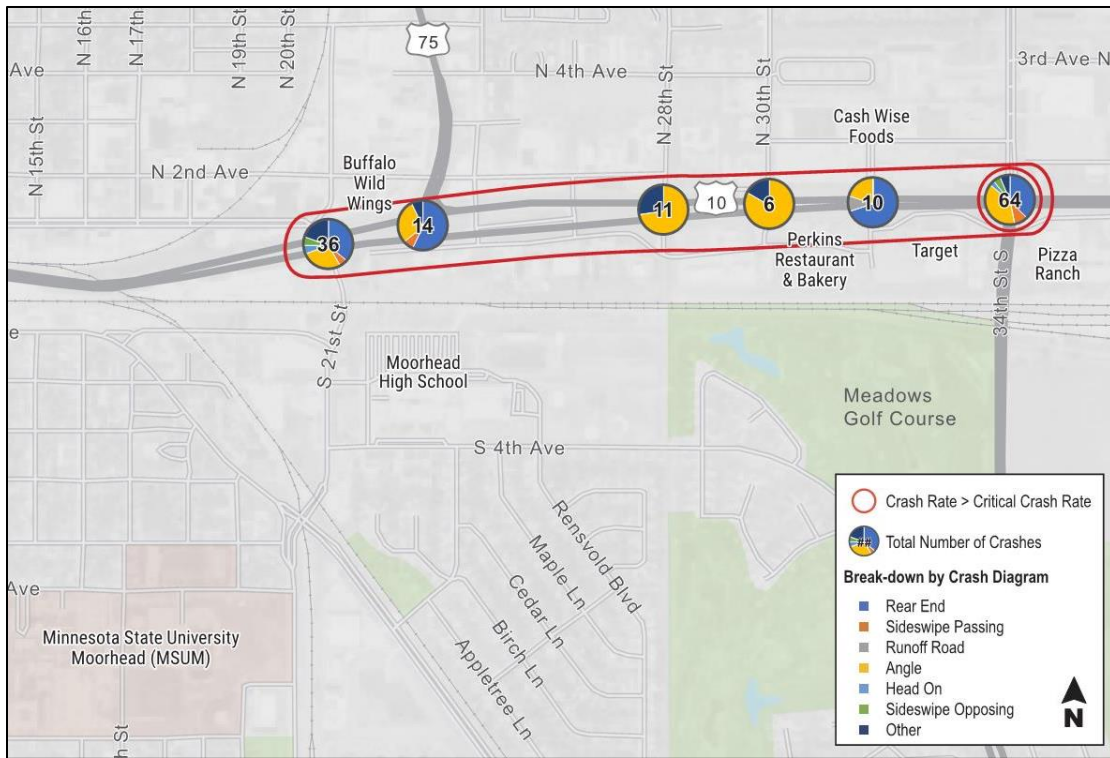 N 16th St
N 17th
N 19th St
N 20th St
75
3rd Ave N
Ave
N 4th Ave
N 28th St
N 30th St
Cash Wise
Foods
N 15th St
N 2nd Ave
Buffalo
Wild
Wings
10
36
14
11
6
10
64
Perkins
Restaurant
& Bakery
Target
Pizza
Ranch
34th St S
S 21st St
e
Moorhead
High School
Meadows
Golf Course
S 4th Ave
Rensvold Blvd
Maple Ln
Cedar Ln
Birch Ln
Appletree Ln
Ave
Minnesota State University
Moorhead (MSUM)
th St
Crash Rate > Critical Crash Rate
## Total Number of Crashes
Break-down by Crash Diagram
Rear End
Sideswipe Passing
Runoff Road
Angle
Head On
Sideswipe Opposing
Other
N